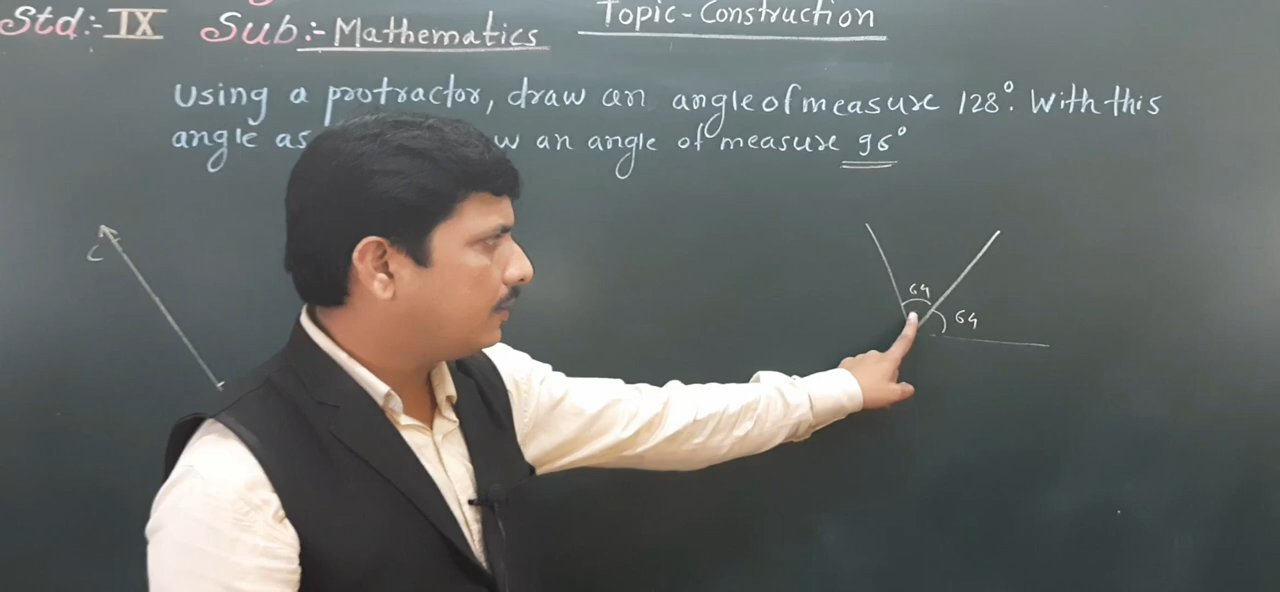 Std:- IX Sub:- Mathematics Topic - Construction
Using a protractor, draw an angle of measure 128°. With this
angle as an angle of measure 96°
C
64
64